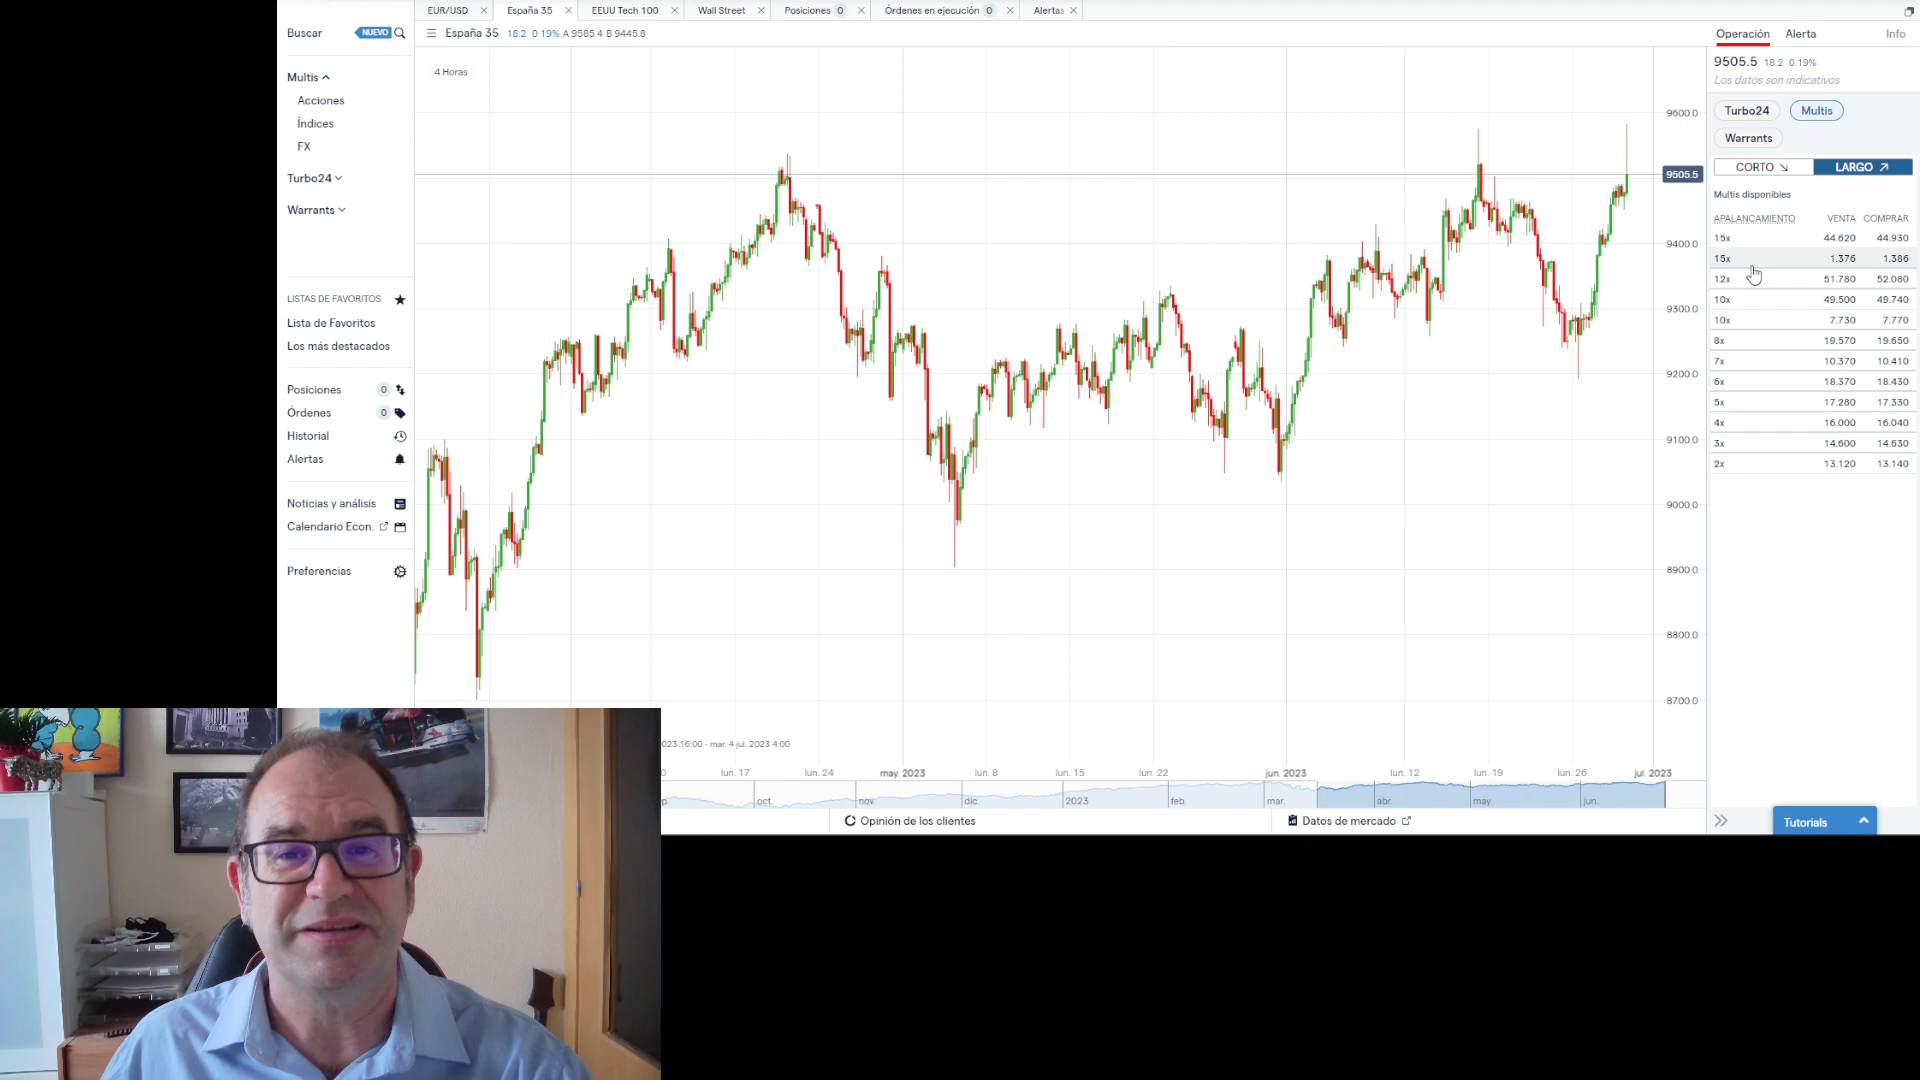 EUR/USD
España 35
EEUU Tech 100
Wall Street
Posiciones 0
Órdenes en ejecución 0
Alertas
Buscar
NUEVO
España 35 18.2 0.19% A 9585.4 B 9445.8
4 Horas
Multis
Acciones
Índices
FX
Turbo24
Warrants
LISTAS DE FAVORITOS
Lista de Favoritos
Los más destacados
Posiciones 0
Órdenes 0
Historial
Alertas
Noticias y análisis
Calendario Econ.
Preferencias
9600.0
9505.5
9400.0
9300.0
9200.0
9100.0
9000.0
8900.0
8800.0
8700.0
023 16:00 - mar. 4 jul. 2023 4:00
lun. 17 lun. 24 may. 2023 lun. 8 lun. 15 lun. 22 jun. 2023 lun. 12 lun. 19 lun. 26 jul. 2023
oct. nov. dic. 2023 feb. mar. abr. may. jun.
Opinión de los clientes
Datos de mercado
Operación Alerta Info
9505.5 18.2 0.19%
Los datos son indicativos
Turbo24 Multis
Warrants
CORTO LARGO
Multis disponibles
APALANCAMIENTO VENTA COMPRAR
15x 44.620 44.930
15x 1.376 1.386
12x 51.780 52.080
10x 49.500 49.740
10x 7.730 7.770
8x 19.570 19.650
7x 10.370 10.410
6x 18.370 18.430
5x 17.280 17.330
4x 16.000 16.040
3x 14.600 14.630
2x 13.120 13.140
Tutorials